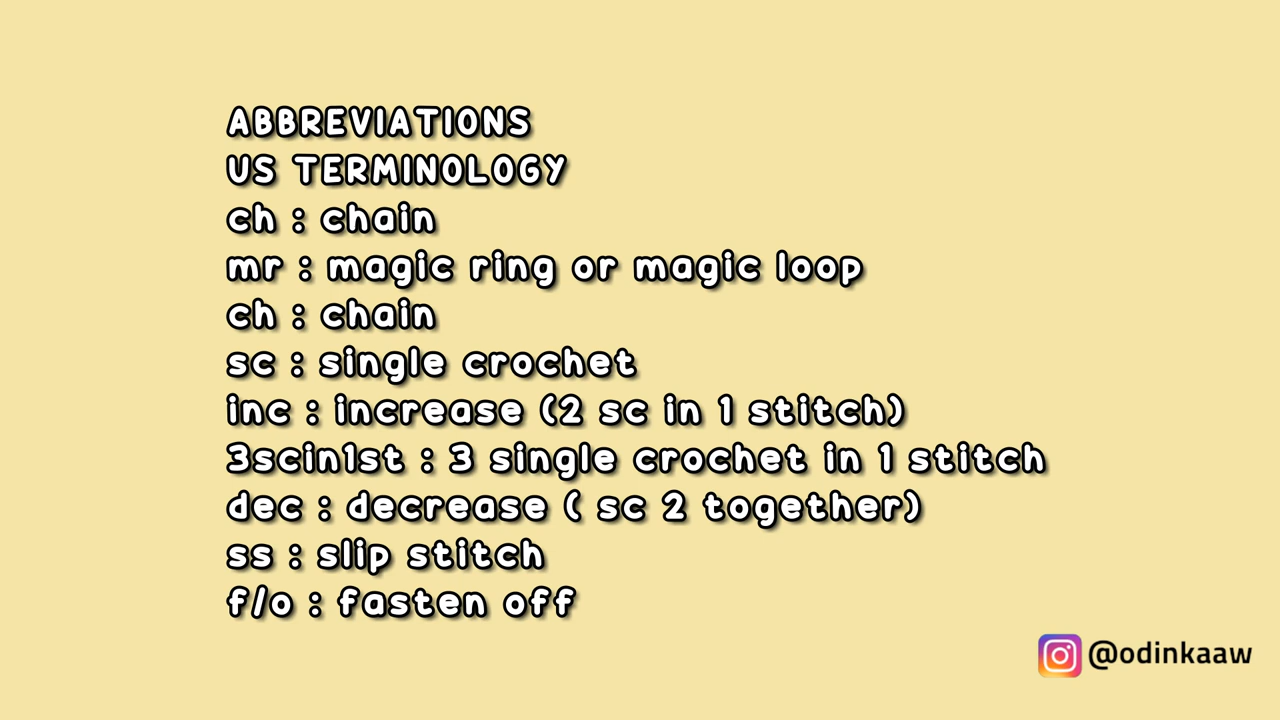 ABBREVIATIONS
US TERMINOLOGY
ch : chain
mr : magic ring or magic loop
ch : chain
sc : single crochet
inc : increase (2 sc in 1 stitch)
3scin1st : 3 single crochet in 1 stitch
dec : decrease ( sc 2 together)
ss : slip stitch
f/o : fasten off
@odinkaaw